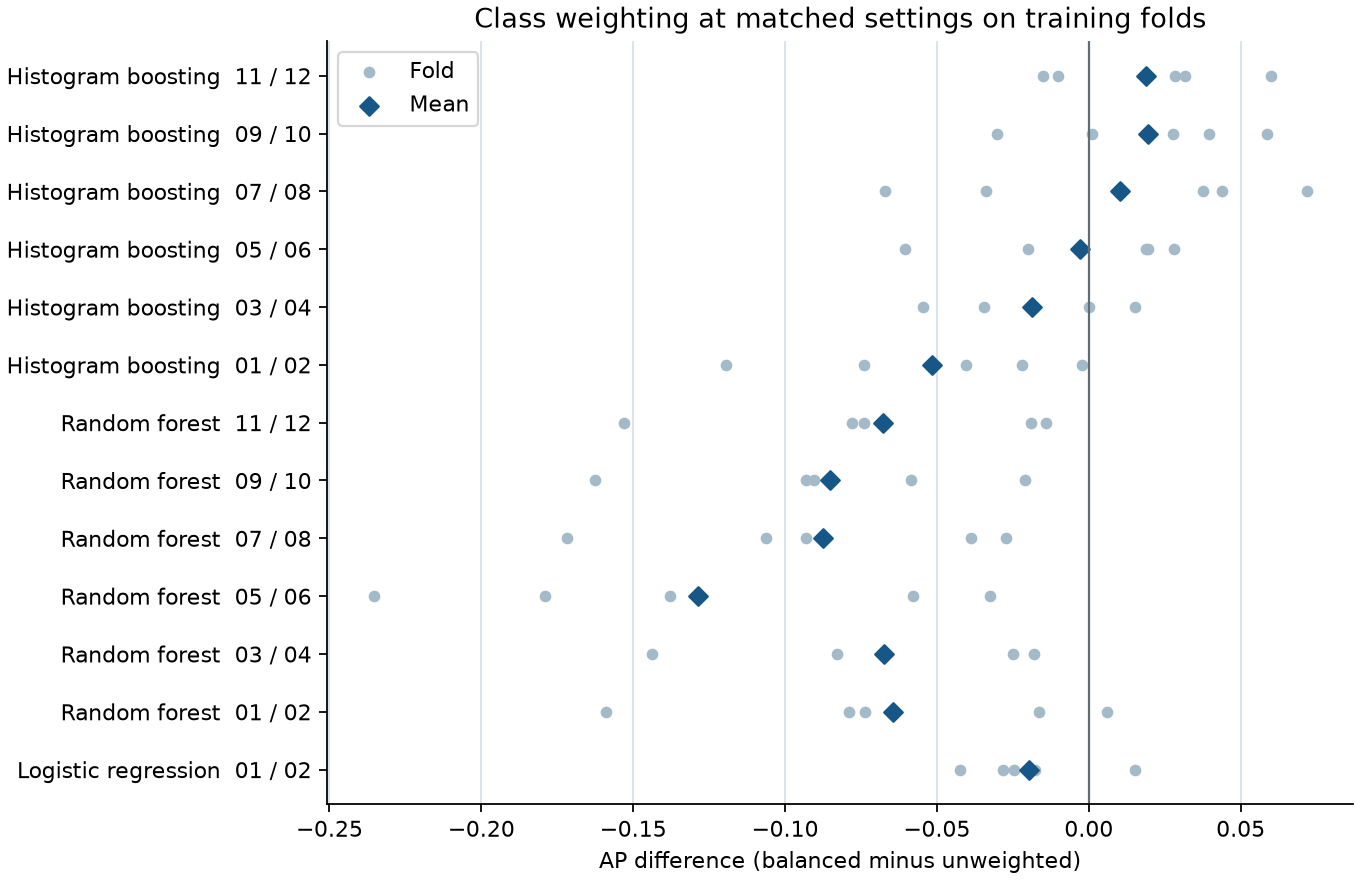 Class weighting at matched settings on training folds
Fold
Mean
Histogram boosting 11 / 12
Histogram boosting 09 / 10
Histogram boosting 07 / 08
Histogram boosting 05 / 06
Histogram boosting 03 / 04
Histogram boosting 01 / 02
Random forest 11 / 12
Random forest 09 / 10
Random forest 07 / 08
Random forest 05 / 06
Random forest 03 / 04
Random forest 01 / 02
Logistic regression 01 / 02
−0.25 −0.20 −0.15 −0.10 −0.05 0.00 0.05
AP difference (balanced minus unweighted)